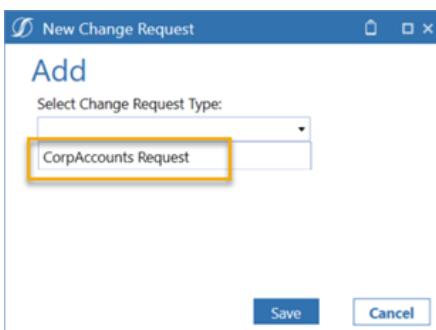 New Change Request
Add
Select Change Request Type:
CorpAccounts Request
Save Cancel